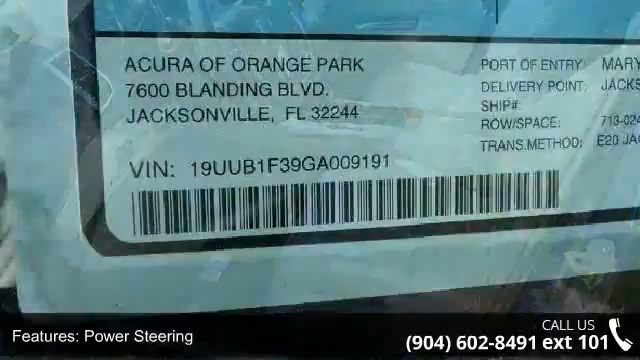 ACURA OF ORANGE PARK
7600 BLANDING BLVD.
JACKSONVILLE, FL 32244
PORT OF ENTRY: MARY
DELIVERY POINT: JACKS
SHIP#:
ROW/SPACE: 713-024
TRANS.METHOD: E20 JAC
VIN: 19UUB1F39GA009191
Features: Power Steering
CALL US
(904) 602-8491 ext 101